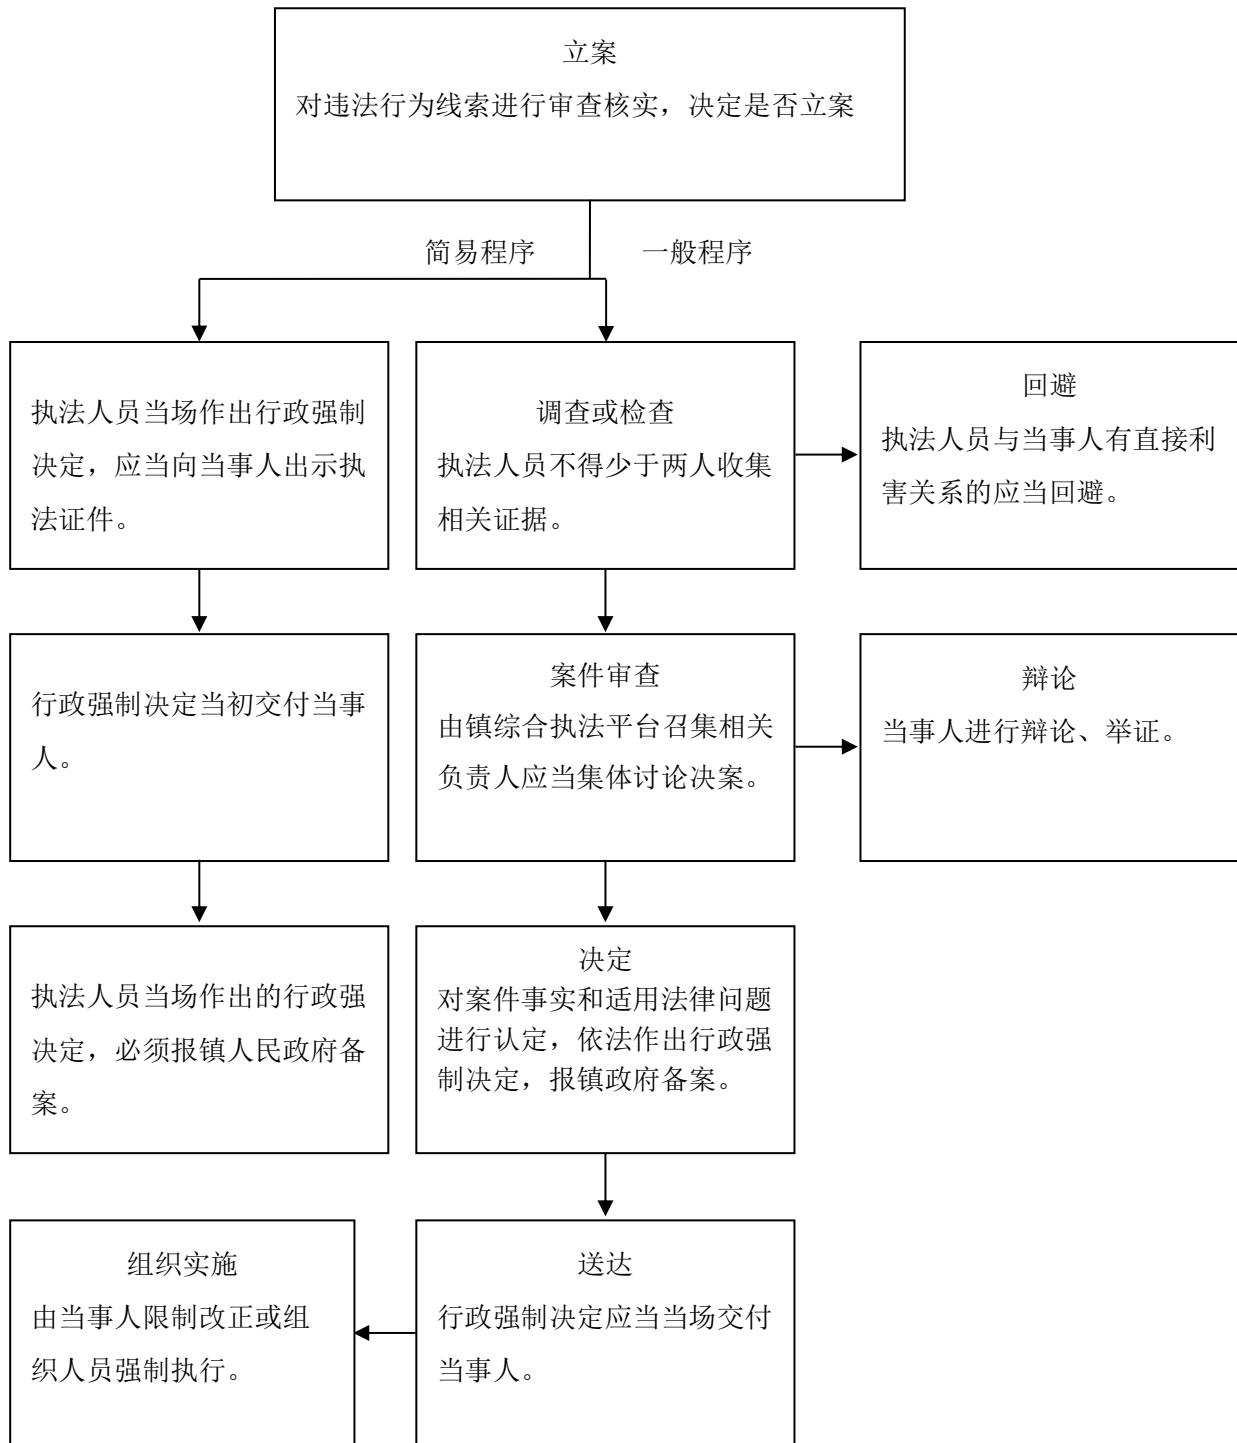 立案
对违法行为线索进行审查核实，决定是否立案
简易程序
一般程序
执法人员当场作出行政强制
决定，应当向当事人出示执
法证件。
调查或检查
执法人员不得少于两人收集
相关证据。
回避
执法人员与当事人有直接利
害关系的应当回避。
行政强制决定当初交付当事
人。
案件审查
由镇综合执法平台召集相关
负责人应当集体讨论决案。
辩论
当事人进行辩论、举证。
执法人员当场作出的行政强
决定，必须报镇人民政府备
案。
决定
对案件事实和适用法律问题
进行认定，依法作出行政强
制决定，报镇政府备案。
组织实施
由当事人限制改正或组
织人员强制执行。
送达
行政强制决定应当当场交付
当事人。